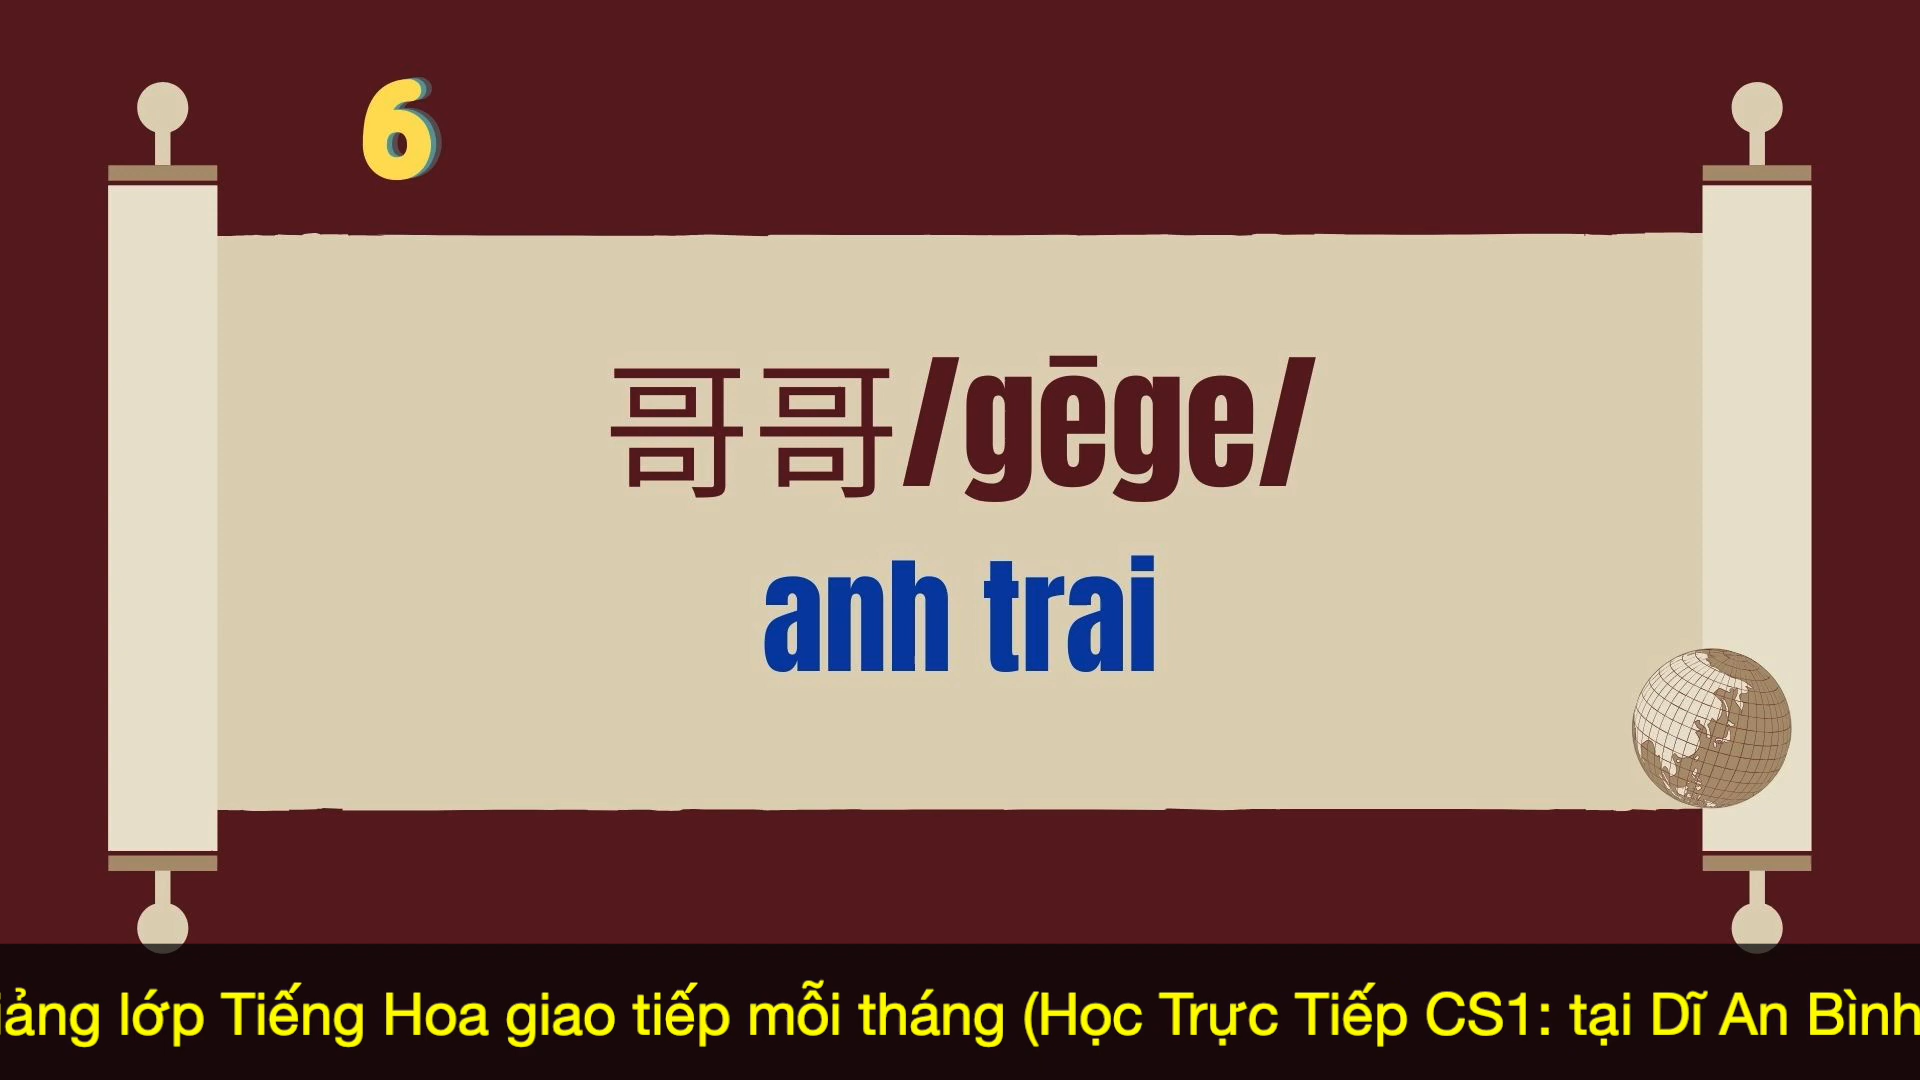 6
哥哥/gēge/
anh trai
lớp Tiếng Hoa giao tiếp mỗi tháng (Học Trực Tiếp CS1: tại Dĩ An Bình